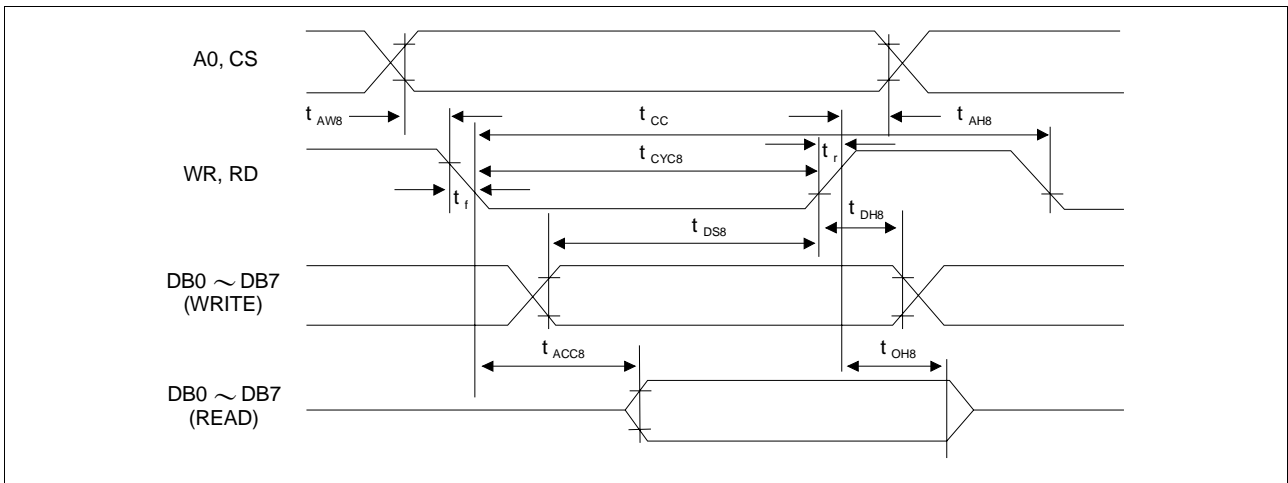 A0, CS
t AW8
t CC
t AH8
WR, RD
t CYC8
t r
t f
t DH8
t DS8
DB0 ～ DB7
(WRITE)
t ACC8
t OH8
DB0 ～ DB7
(READ)